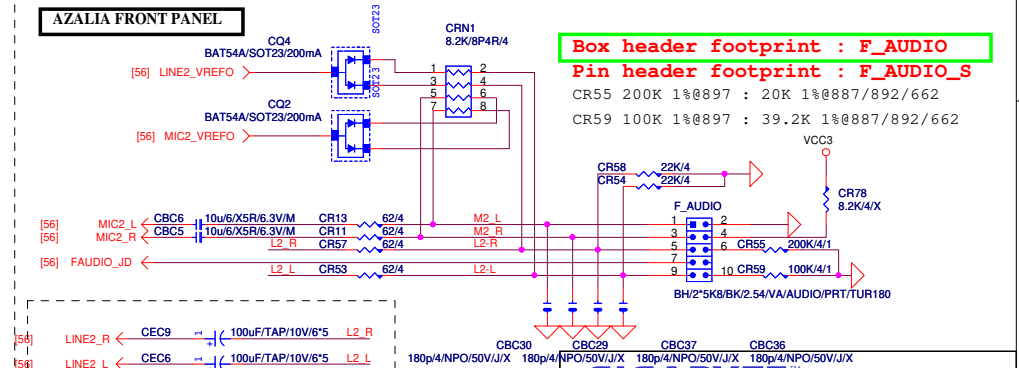 AZALIA FRONT PANEL
SOT23
CQ4
BAT54A/SOT23/200mA
CRN1
8.2K/8P4R/4
Box header footprint : F_AUDIO
[56] LINE2_VREFO
SOT23
1 2
3 4
5 6
7 8
Pin header footprint : F_AUDIO_S
CR55 200K 1%@897 : 20K 1%@887/892/662
CQ2
BAT54A/SOT23/200mA
CR59 100K 1%@897 : 39.2K 1%@887/892/662
[56] MIC2_VREFO
VCC3
CR58 22K/4
CR54 22K/4
CR78
8.2K/4/X
F_AUDIO
[56] MIC2_L CBC6 10u/6/X5R/6.3V/M CR13 62/4 M2_L 1 2
[56] MIC2_R CBC5 10u/6/X5R/6.3V/M CR11 62/4 M2_R 3 4
L2_R CR57 62/4 L2-R 5 6 CR55 200K/4/1
[56] FAUDIO_JD 7
L2_L CR53 62/4 L2-L 9 10 CR59 100K/4/1
BH/2*5K8/BK/2.54/VA/AUDIO/PRT/TUR180
[56] LINE2_R CEC9 1 + 100uF/TAP/10V/6*5 L2_R
CBC30 CBC29 CBC37 CBC36
180p/4/NPO/50V/J/X 180p/4/NPO/50V/J/X 180p/4/NPO/50V/J/X 180p/4/NPO/50V/J/X
[56] LINE2_L CEC6 1 100uF/TAP/10V/6*5 L2_L